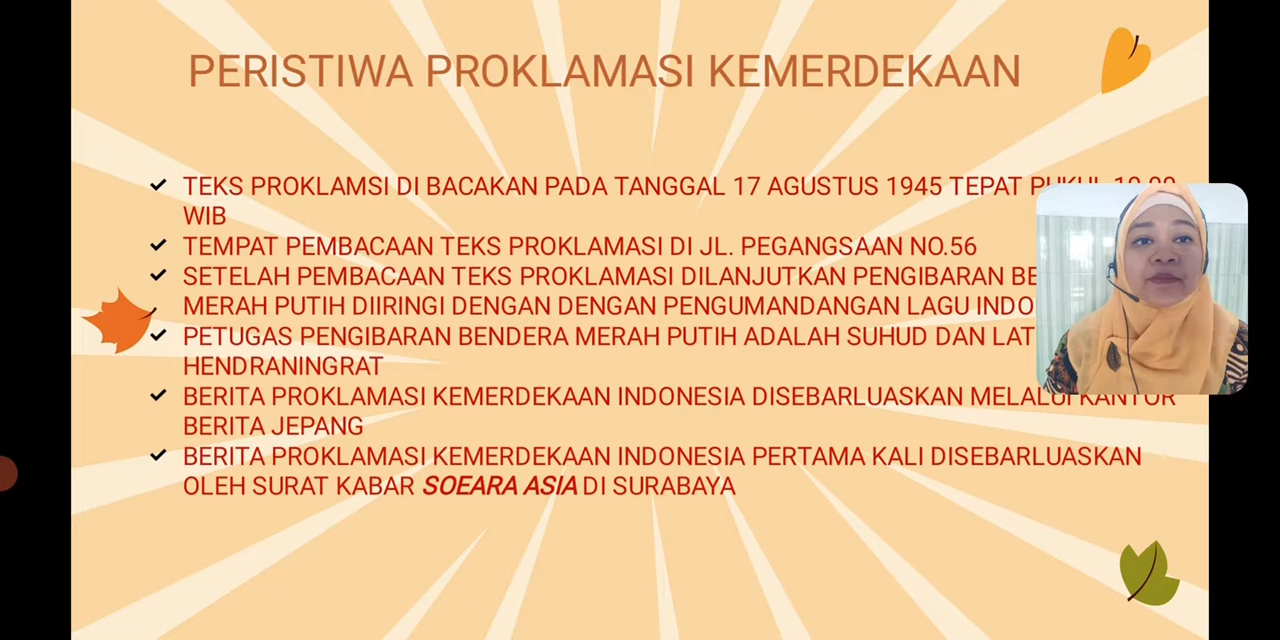 PERISTIWA PROKLAMASI KEMERDEKAAN
TEKS PROKLAMSI DI BACAKAN PADA TANGGAL 17 AGUSTUS 1945 TEPAT PUKUL
WIB
TEMPAT PEMBACAAN TEKS PROKLAMASI DI JL. PEGANGSAAN NO.56
SETELAH PEMBACAAN TEKS PROKLAMASI DILANJUTKAN PENGIBARAN
MERAH PUTIH DIIRINGI DENGAN DENGAN PENGUMANDANGAN LAGU
PETUGAS PENGIBARAN BENDERA MERAH PUTIH ADALAH SUHUD DAN
HENDRANINGRAT
BERITA PROKLAMASI KEMERDEKAAN INDONESIA DISEBARLUASKAN MELALUI KANTOR
BERITA JEPANG
BERITA PROKLAMASI KEMERDEKAAN INDONESIA PERTAMA KALI DISEBARLUASKAN
OLEH SURAT KABAR SOEARA ASIA DI SURABAYA